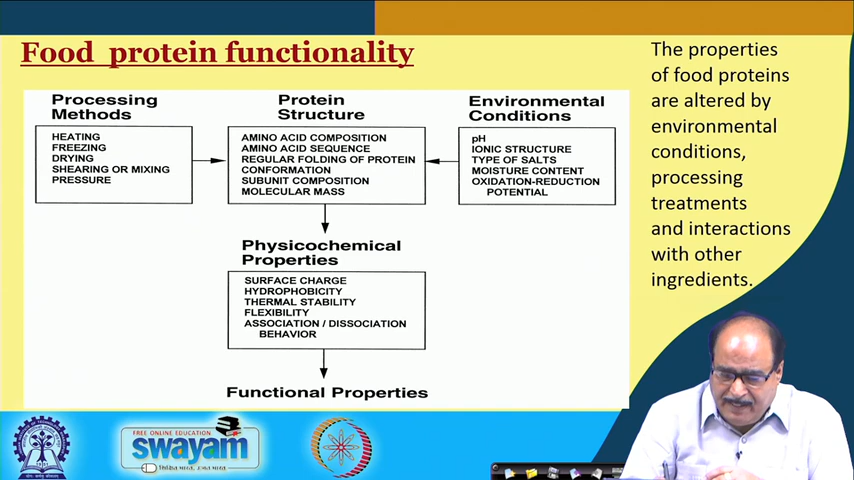 Food protein functionality
Processing
Methods
HEATING
FREEZING
DRYING
SHEARING OR MIXING
PRESSURE
Protein
Structure
AMINO ACID COMPOSITION
AMINO ACID SEQUENCE
REGULAR FOLDING OF PROTEIN
CONFORMATION
SUBUNIT COMPOSITION
MOLECULAR MASS
Environmental
Conditions
pH
IONIC STRUCTURE
TYPE OF SALTS
MOISTURE CONTENT
OXIDATION-REDUCTION
POTENTIAL
Physicochemical
Properties
SURFACE CHARGE
HYDROPHOBICITY
THERMAL STABILITY
FLEXIBILITY
ASSOCIATION / DISSOCIATION
BEHAVIOR
Functional Properties
The properties
of food proteins
are altered by
environmental
conditions,
processing
treatments
and interactions
with other
ingredients.
FREE ONLINE EDUCATION
swayam
शिक्षित भारत, उन्नत भारत